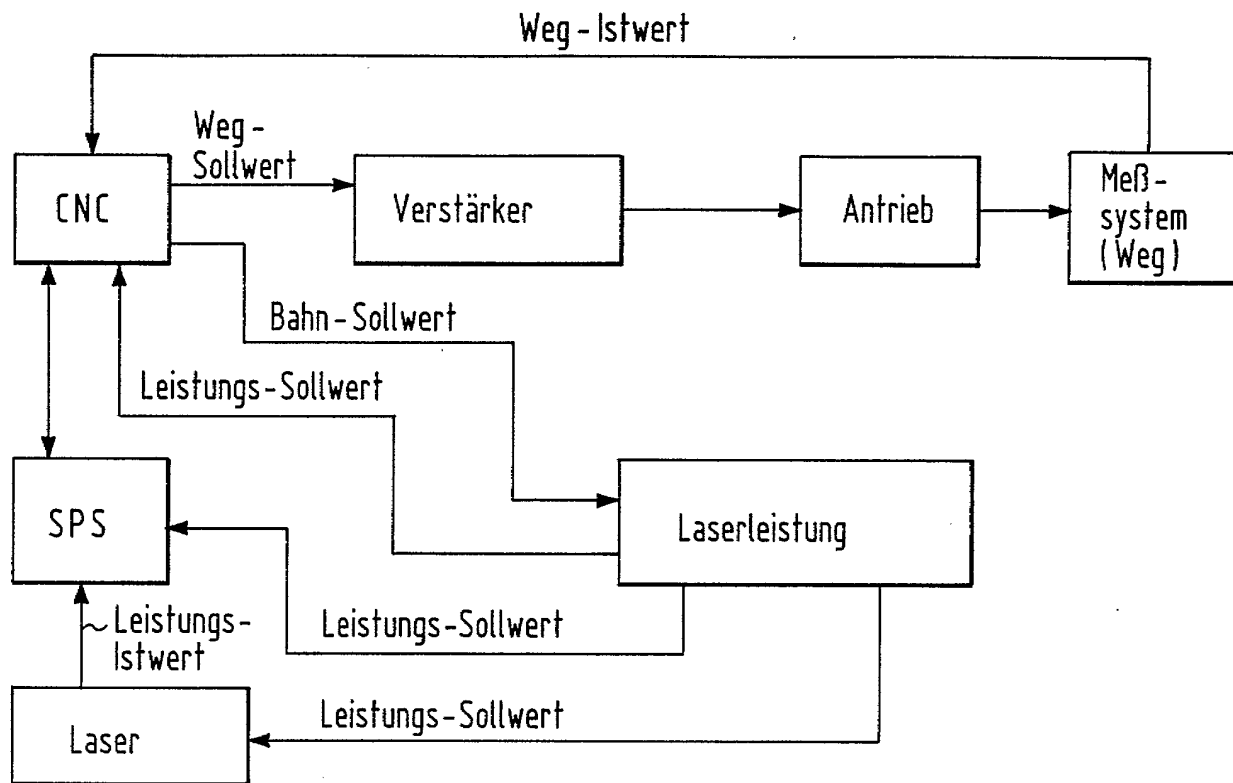 Weg-Istwert
Weg-
Sollwert
CNC
Verstärker
Antrieb
Meß-
system
(Weg)
Bahn-Sollwert
Leistungs-Sollwert
SPS
Laserleistung
Leistungs-
Istwert
Leistungs-Sollwert
Laser
Leistungs-Sollwert